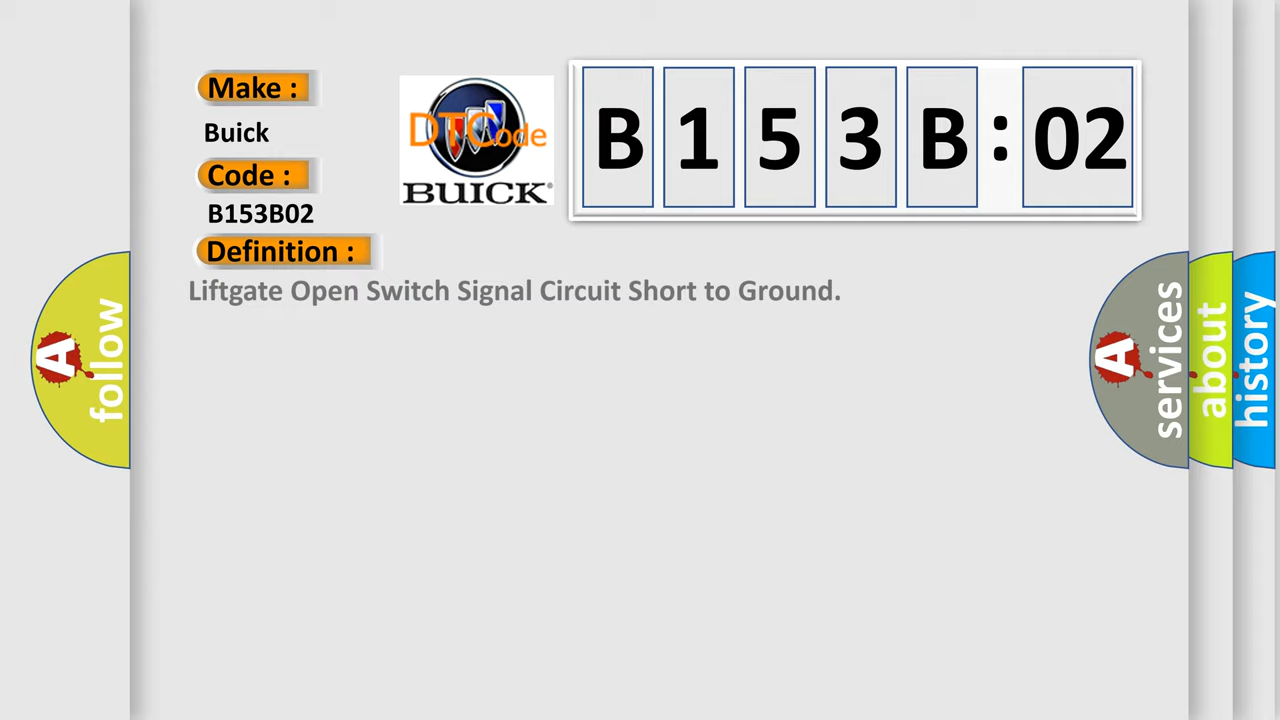 Make :
Buick
Code :
B153B02
Definition :
Liftgate Open Switch Signal Circuit Short to Ground.
DTCode
BUICK®
B 1 5 3 B : 02
A follow
A services
about
history